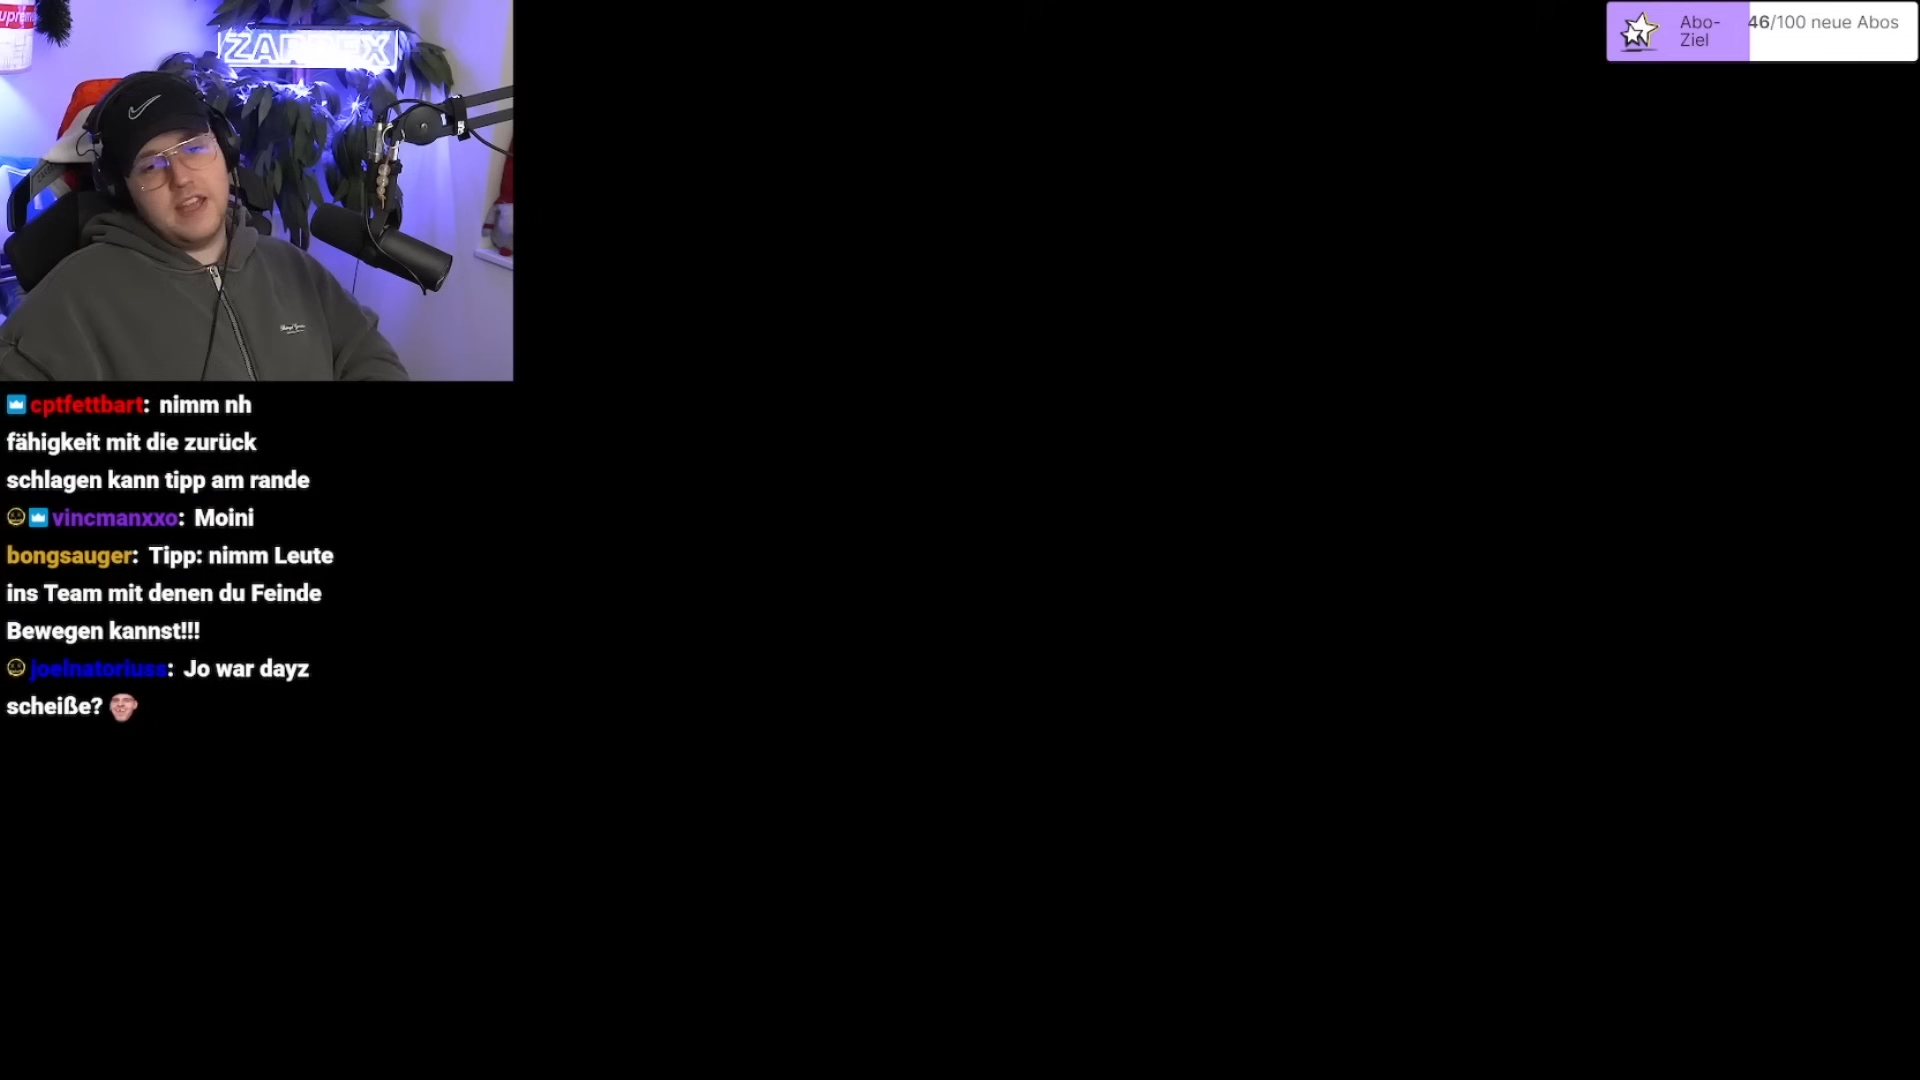 Abo-
Ziel
46/100 neue Abos
cptfettbart: nimm nh
fähigkeit mit die zurück
schlagen kann tipp am rande
vincmanxxo: Moini
bongsauger: Tipp: nimm Leute
ins Team mit denen du Feinde
Bewegen kannst!!!
joelnatorluss: Jo war dayz
scheiße?